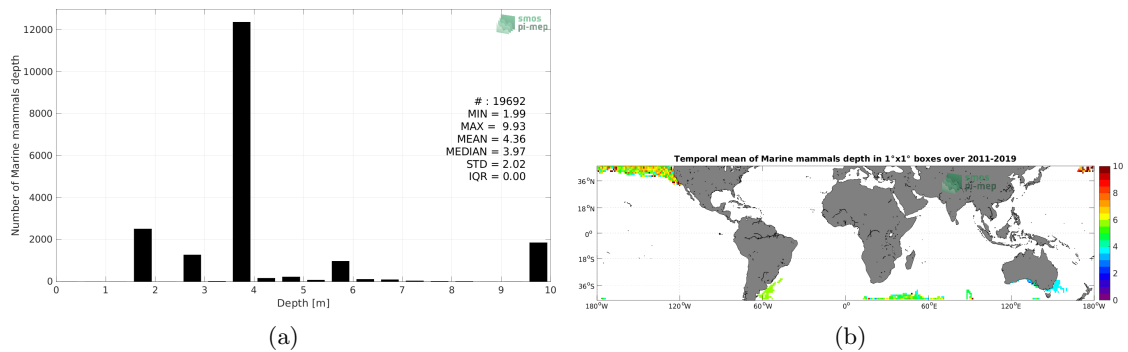 smos
pi-mep
12000
10000
8000
6000
4000
2000
0
Number of Marine mammals depth
# : 19692
MIN = 1.99
MAX = 9.93
MEAN = 4.36
MEDIAN = 3.97
STD = 2.02
IQR = 0.00
0 1 2 3 4 5 6 7 8 9 10
Depth [m]
(a)
Temporal mean of Marine mammals depth in 1°x1° boxes over 2011-2019
smos
pi-mep
36°N
18°N
0°
18°S
36°S
180°W 120°W 60°W 0° 60°E 120°E 180°E
10
8
6
4
2
0
(b)